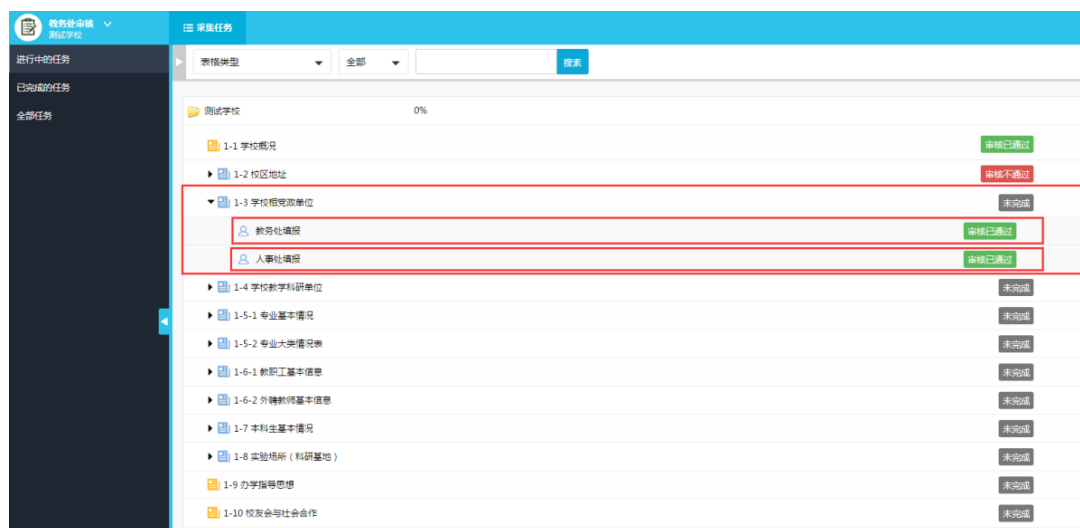 教务处审核
测试学校
采集任务
进行中的任务
已完成的任务
全部任务
表格类型 全部 搜索
测试学校 0%
1-1 学校概况 审核已通过
1-2 校区地址 审核不通过
1-3 学校相党政单位 未完成
教务处填报 审核已通过
人事处填报 审核已通过
1-4 学校教学科研单位 未完成
1-5-1 专业基本情况 未完成
1-5-2 专业大类情况表 未完成
1-6-1 教职工基本信息 未完成
1-6-2 外聘教师基本信息 未完成
1-7 本科生基本情况 未完成
1-8 实验场所（科研基地） 未完成
1-9 办学指导思想 未完成
1-10 校友会与社会合作 未完成